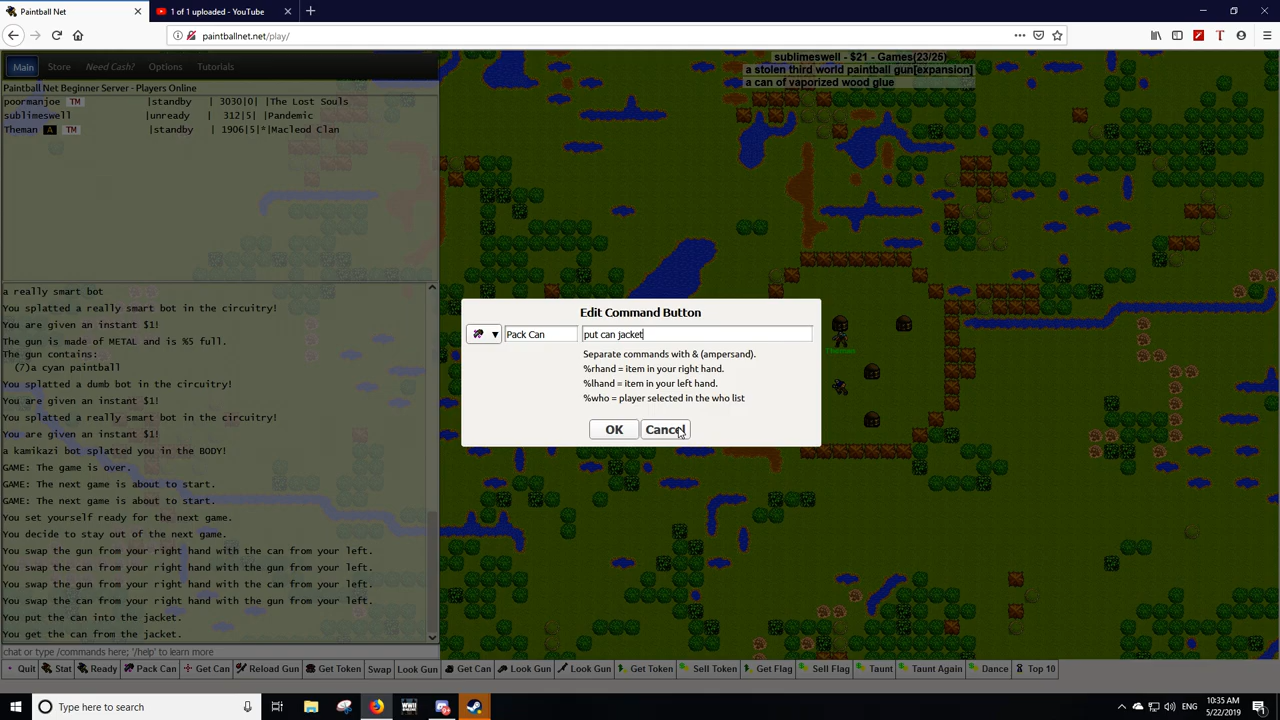 Paintball Net
1 of 1 uploaded - YouTube
paintballnet.net/play/
Main Store Need Cash? Options Tutorials
Paintball Net Beginner Server - Players Online
poormanjoe TM |standby | 3030|0| |The Lost Souls
sublimeswell |unready | 312|5| |Pandemic
Theman A TM |standby | 1906|5|*|Macleod Clan
sublimeswell - $21 - Games(23/25)
a stolen third world paintball gun[expansion]
a can of vaporized wood glue
a really smart bot
You splatted a really smart bot in the circuitry!
You are given an instant $1!
The gun is made of METAL and is %5 full.
The gun contains:
(7)a cyan paintball
You splatted a dumb bot in the circuitry!
You are given an instant $1!
You splatted a really smart bot in the circuitry!
You are given an instant $1!
a kamikazi bot splatted you in the BODY!
GAME: The game is over.
GAME: The next game is about to start.
GAME: The next game is about to start.
You set yourself ready for the next game.
You decide to stay out of the next game.
You swap the gun from your right hand with the can from your left.
You swap the can from your right hand with the gun from your left.
You swap the gun from your right hand with the can from your left.
You swap the can from your right hand with the gun from your left.
You put the can into the jacket.
You get the can from the jacket.
chat or type /commands here; '/help' to learn more
Edit Command Button
Pack Can put can jacket
Separate commands with & (ampersand).
%rhand = item in your right hand.
%lhand = item in your left hand.
%who = player selected in the who list
OK Cancel
Quit Stat Ready Pack Can Get Can Reload Gun Get Token Swap Look Gun Get Can Look Gun Look Gun Get Token Sell Token Get Flag Sell Flag Taunt Taunt Again Dance Top 10
Type here to search
ENG
10:35 AM
5/22/2019